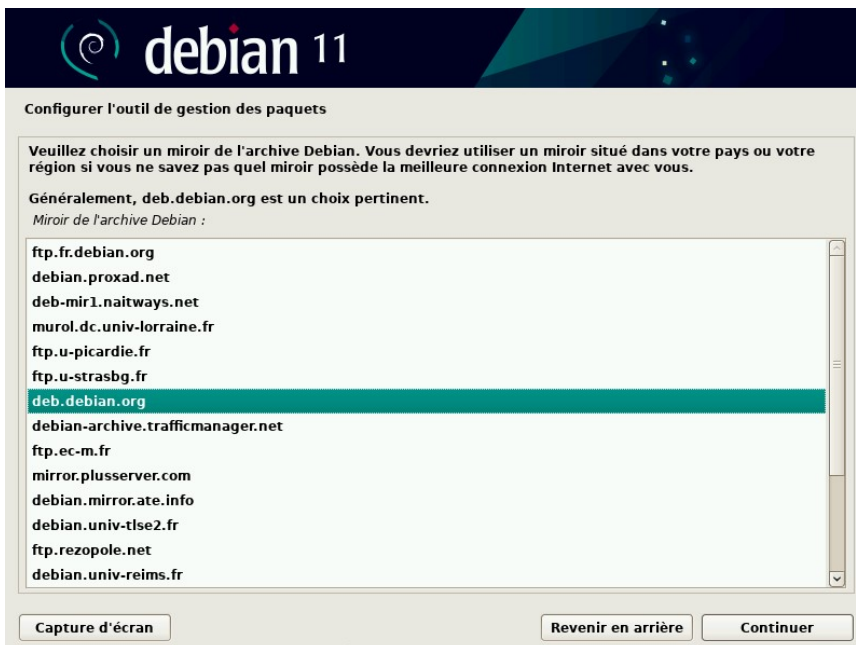 debian 11
Configurer l'outil de gestion des paquets
Veuillez choisir un miroir de l'archive Debian. Vous devriez utiliser un miroir situé dans votre pays ou votre
région si vous ne savez pas quel miroir possède la meilleure connexion Internet avec vous.
Généralement, deb.debian.org est un choix pertinent.
Miroir de l'archive Debian :
ftp.fr.debian.org
debian.proxad.net
deb-mir1.naitways.net
murol.dc.univ-lorraine.fr
ftp.u-picardie.fr
ftp.u-strasbg.fr
deb.debian.org
debian-archive.trafficmanager.net
ftp.ec-m.fr
mirror.plusserver.com
debian.mirror.ate.info
debian.univ-tlse2.fr
ftp.rezopole.net
debian.univ-reims.fr
Capture d'écran
Revenir en arrière
Continuer